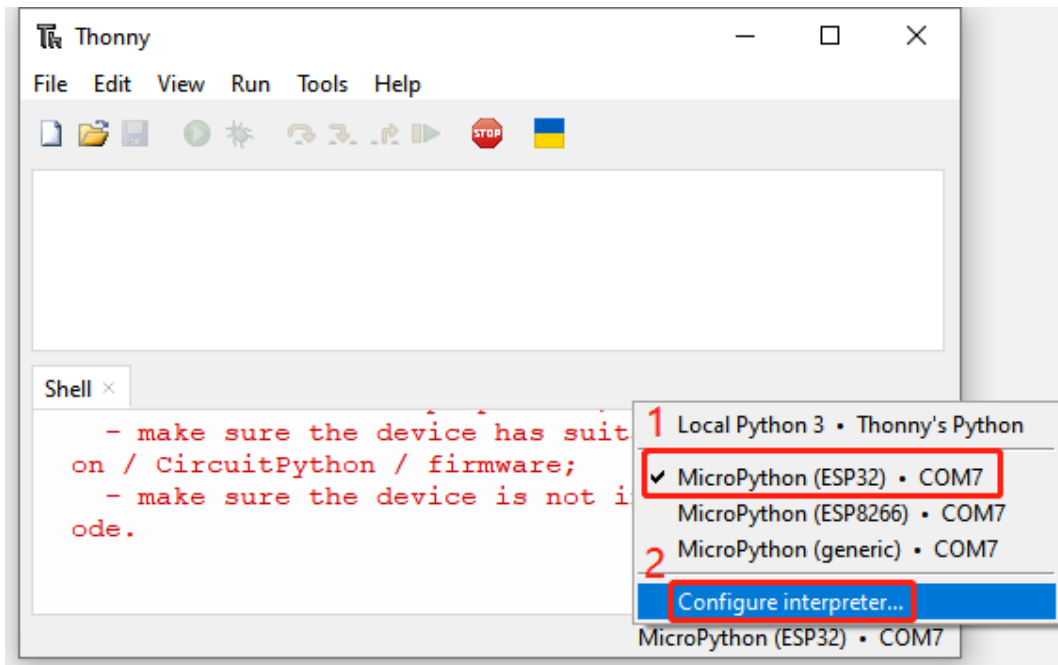 Thonny
File Edit View Run Tools Help
STOP
Shell
- make sure the device has suit
on / CircuitPython / firmware;
- make sure the device is not i
ode.
1 Local Python 3 • Thonny's Python
MicroPython (ESP32) • COM7
MicroPython (ESP8266) • COM7
MicroPython (generic) • COM7
2
Configure interpreter...
MicroPython (ESP32) • COM7